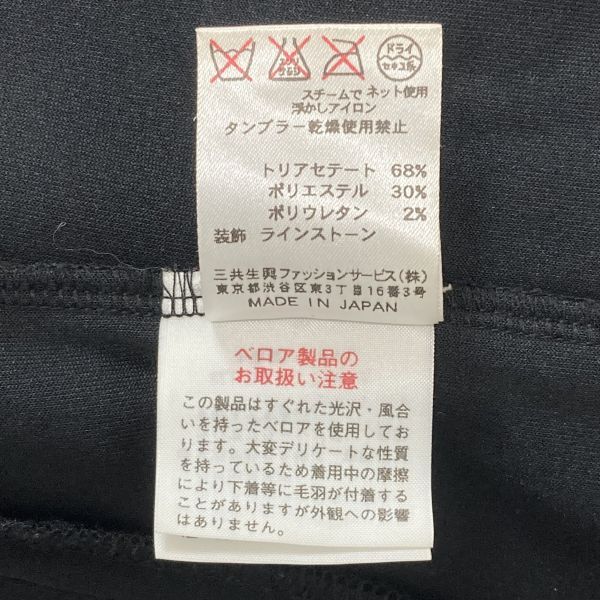 エンソ
サラシ
ドライ
セキユ系
スチームで ネット使用
浮かしアイロン
タンブラー乾燥使用禁止
トリアセテート 68%
ポリエステル 30%
ポリウレタン 2%
装飾 ラインストーン
三共生興ファッションサービス(株)
東京都渋谷区東3丁目16番3号
MADE IN JAPAN
ベロア製品の
お取扱い注意
この製品はすぐれた光沢・風合
いを持ったベロアを使用してお
ります。大変デリケートな性質
を持っているため着用中の摩擦
により下着等に毛羽が付着する
ことがありますが外観への影響
はありません。